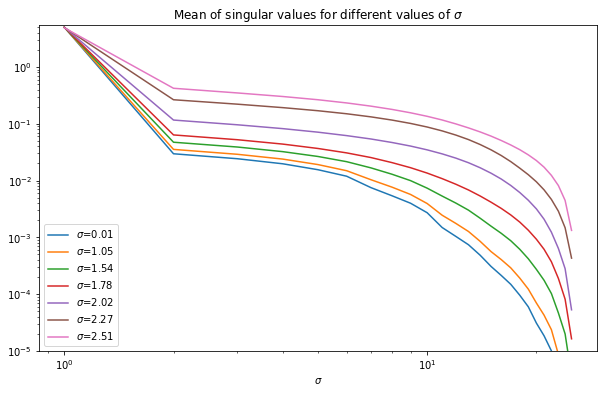 Mean of singular values for different values of σ
10⁰
10⁻¹
10⁻²
10⁻³
10⁻⁴
10⁻⁵
σ=0.01
σ=1.05
σ=1.54
σ=1.78
σ=2.02
σ=2.27
σ=2.51
10⁰ 10¹
σ